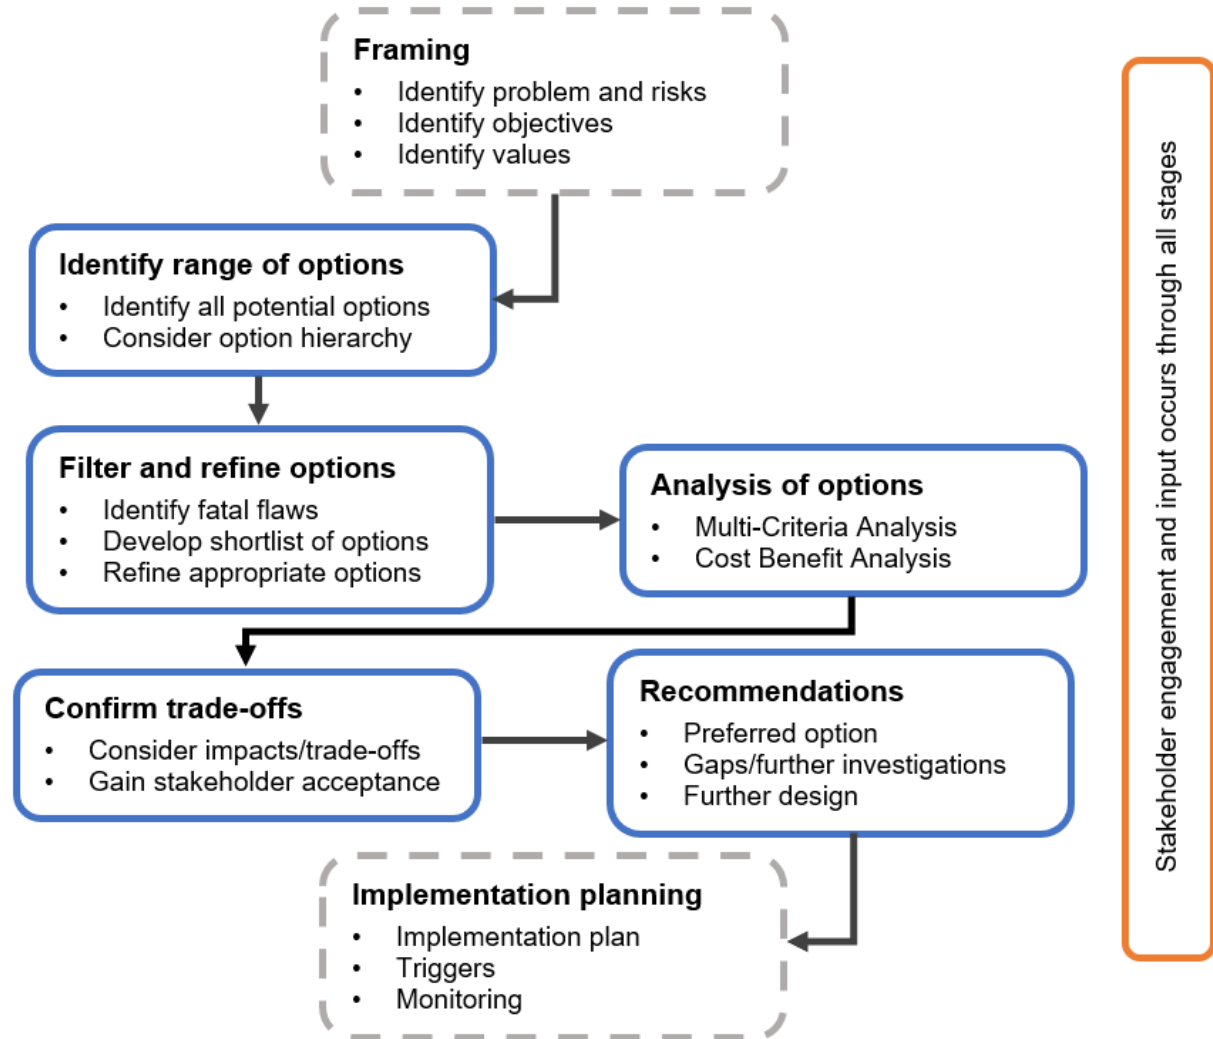 Framing
• Identify problem and risks
• Identify objectives
• Identify values
Identify range of options
• Identify all potential options
• Consider option hierarchy
Filter and refine options
• Identify fatal flaws
• Develop shortlist of options
• Refine appropriate options
Analysis of options
• Multi-Criteria Analysis
• Cost Benefit Analysis
Confirm trade-offs
• Consider impacts/trade-offs
• Gain stakeholder acceptance
Recommendations
• Preferred option
• Gaps/further investigations
• Further design
Implementation planning
• Implementation plan
• Triggers
• Monitoring
Stakeholder engagement and input occurs through all stages